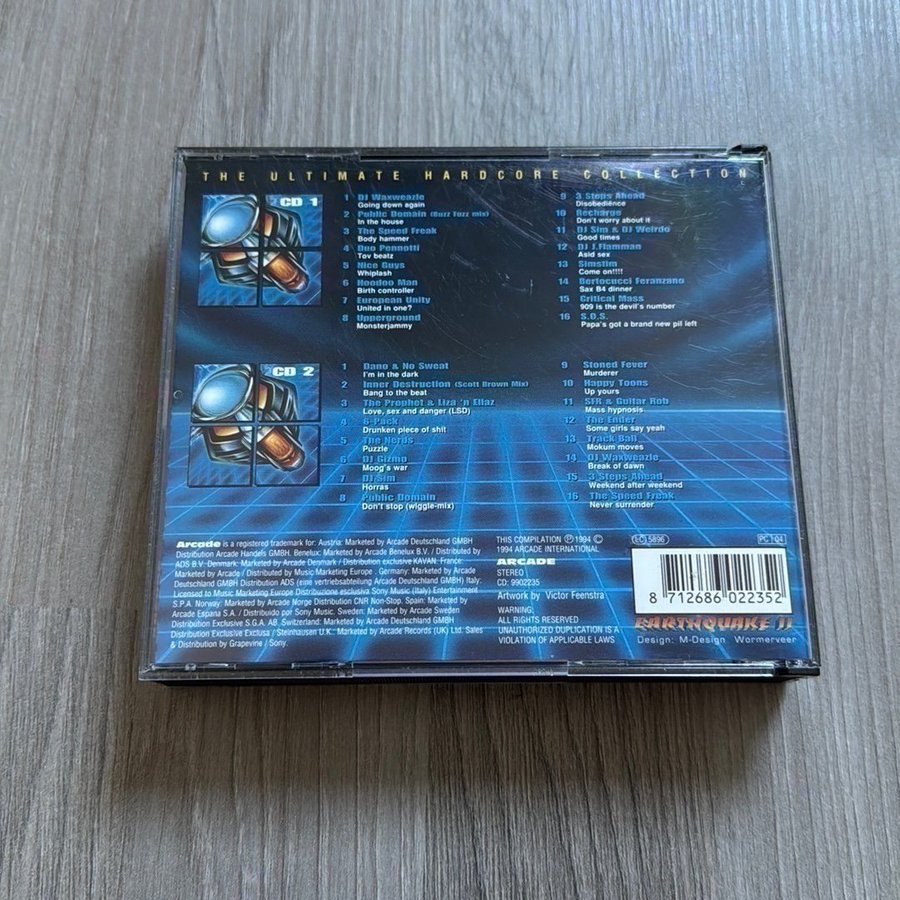 THE ULTIMATE HARDCORE COLLECTION
CD 1
1 DJ Waxweazle
Going down again
2 Public Domain (Buzz Fuzz mix)
In the house
3 The Speed Freak
Body hammer
4 Duo Pennotti
Tov beatz
5 Nice Guys
Whiplash
6 Hoodoo Man
Birth controller
7 European Unity
United in one?
8 Upperground
Monsterjammy
9 3 Steps Ahead
Disobedience
10 Recharge
Don't worry about it
11 DJ Sim & DJ Weirdo
Good times
12 DJ J.Flamman
Asid sex
13 Simstim
Come on!!!!
14 Bertocucci Feranzano
Sax B4 dinner
15 Critical Mass
909 is the devil's number
16 S.D.S.
Papa's got a brand new pil left
CD 2
1 Dano & No Sweat
I'm in the dark
2 Inner Destruction (Scott Brown Mix)
Bang to the beat
3 The Prophet & Liza 'n Eliaz
Love, sex and danger (LSD)
4 6-Pack
Drunken piece of shit
5 The Nerds
Puzzle
6 DJ Gizmo
Moog's war
7 DJ Sim
Horras
8 Public Domain
Don't stop (wiggle-mix)
9 Stoned Fever
Murderer
10 Happy Toons
Up yours
11 SFR & Guitar Rob
Mass hypnosis
12 The Ender
Some girls say yeah
13 Track Ball
Mokum moves
14 DJ Waxweazle
Break of dawn
15 3 Steps Ahead
Weekend after weekend
16 The Speed Freak
Never surrender
Arcade is a registered trademark for: Austria: Marketed by Arcade Deutschland GMBH
Distribution Arcade Handels GMBH. Benelux: Marketed by Arcade Benelux B.V. / Distributed by
ADS B.V. Denmark: Marketed by Arcade Denmark / Distribution exclusive KAVAN. France:
Marketed by Arcade / Distributed by Music Marketing Europe . Germany: Marketed by Arcade
Deutschland GMBH Distribution ADS (eine vertriebsabteilung Arcade Deutschland GMBH) Italy:
Licensed to Music Marketing Europe Distribuzione esclusiva Sony Music (Italy) Entertainment
S.P.A. Norway: Marketed by Arcade Norge Distribution CNR Non-Stop. Spain: Marketed by
Arcade Espana S.A. / Distribuido por Sony Music. Sweden: Marketed by Arcade Sweden
Distribution Exclusive S.G.A. AB, Switzerland: Marketed by Arcade Deutschland GMBH
Distribution Exclusive Exclusa / Steinhausen U.K.: Marketed by Arcade Records (UK) Ltd. Sales
& Distribution by Grapevine / Sony.
THIS COMPILATION ℗ 1994 ©
1994 ARCADE INTERNATIONAL
ARCADE
STEREO
CD: 9902235
Artwork by Victor Feenstra
WARNING:
ALL RIGHTS RESERVED
UNAUTHORIZED DUPLICATION IS A
VIOLATION OF APPLICABLE LAWS
LC 5896
PC 104
8 712686 022352
EARTHQUAKE II
Design: M-Design Wormerveer